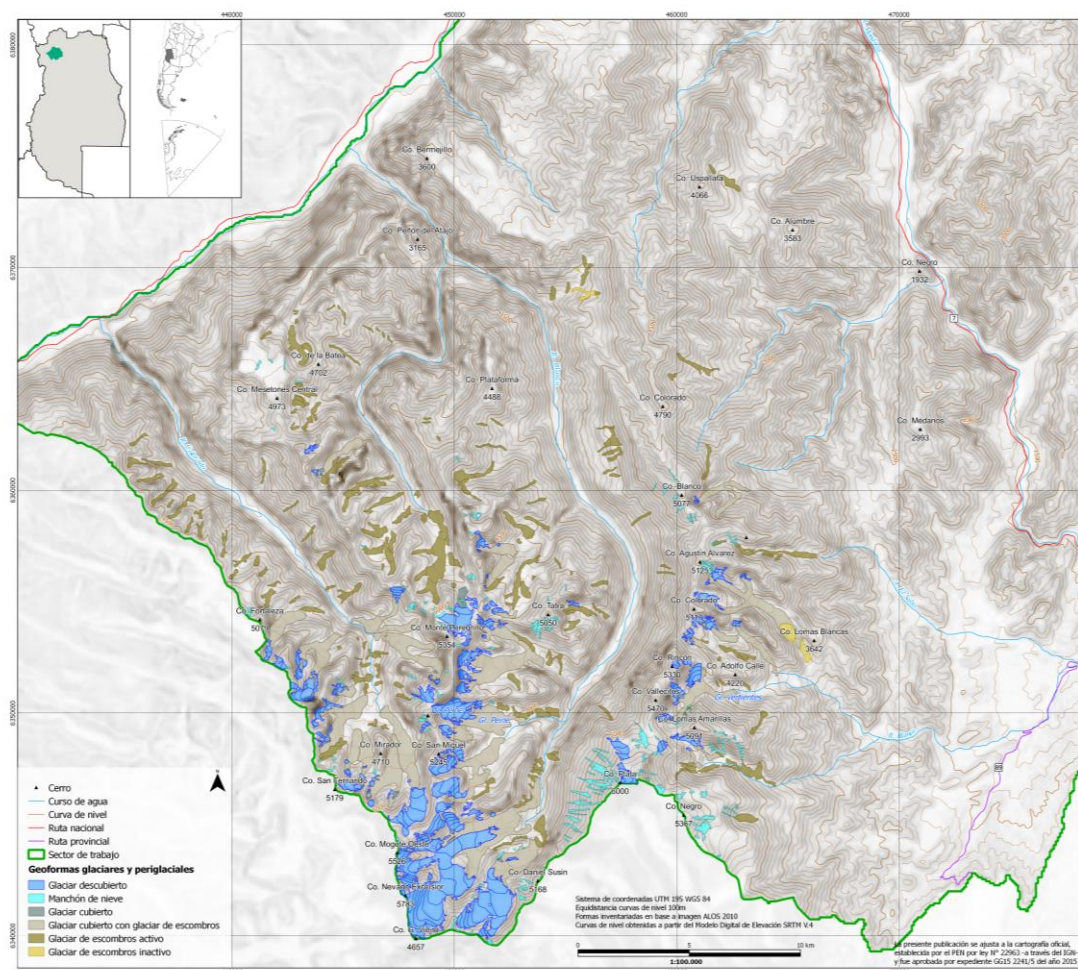 440000
450000
460000
470000
6380000
6370000
6360000
6350000
6340000
Co. Bermejillo
3600
Co. Uspallata
4066
Co. Alumbre
3583
Co. Peñón del Atajo
3165
Co. Negro
1932
7
Co. de la Batea
4702
Co. Mesetones Central
4973
Co. Plataforma
4488
Co. Colorado
4790
Co. Médanos
2993
Co. Blanco
5077
Co. Agustín Álvarez
5125
Co. Fortaleza
Co. Tatra
5050
Co. Colorado
Co. Monte Peregrino
5554
Co. Lomas Blancas
3642
Co. Rincón
Co. Adolfo Calle
4226
Co. Vallecitos
5470
Co. Lomas Amarillas
5091
Co. Mirador
4710
Co. San Miguel
5245
Co. San Fernando
5179
Co. Plata
6000
Co. Negro
5367
89
Co. Mogote Oeste
Co. Nevado Excelsior
Co. Daniel Susin
5168
4657
Cerro
Curso de agua
Curva de nivel
Ruta nacional
Ruta provincial
Sector de trabajo
Geoformas glaciares y periglaciales
Glaciar descubierto
Manchón de nieve
Glaciar cubierto
Glaciar cubierto con glaciar de escombros
Glaciar de escombros activo
Glaciar de escombros inactivo
Sistema de coordenadas UTM 19S WGS 84
Equidistancia curvas de nivel 100m
Formas inventariadas en base a imagen ALOS 2010
Curvas de nivel obtenidas a partir del Modelo Digital de Elevación SRTM V.4
0 5 10 km
1:100.000
La presente publicación se ajusta a la cartografía oficial,
establecida por el PEN por ley N° 22963 -a través del IGN-
y fue aprobada por expediente GG15 2241/5 del año 2015